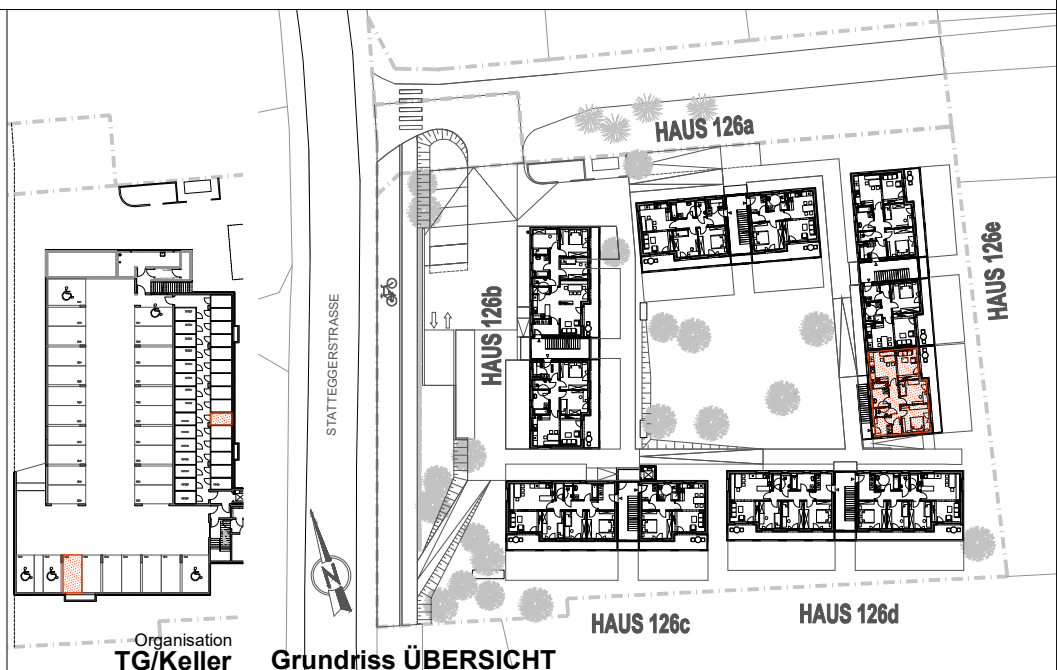 HAUS 126a
HAUS 126b
HAUS 126e
STATTEGGERSTRASSE
N
HAUS 126c
HAUS 126d
Organisation
TG/Keller
Grundriss ÜBERSICHT